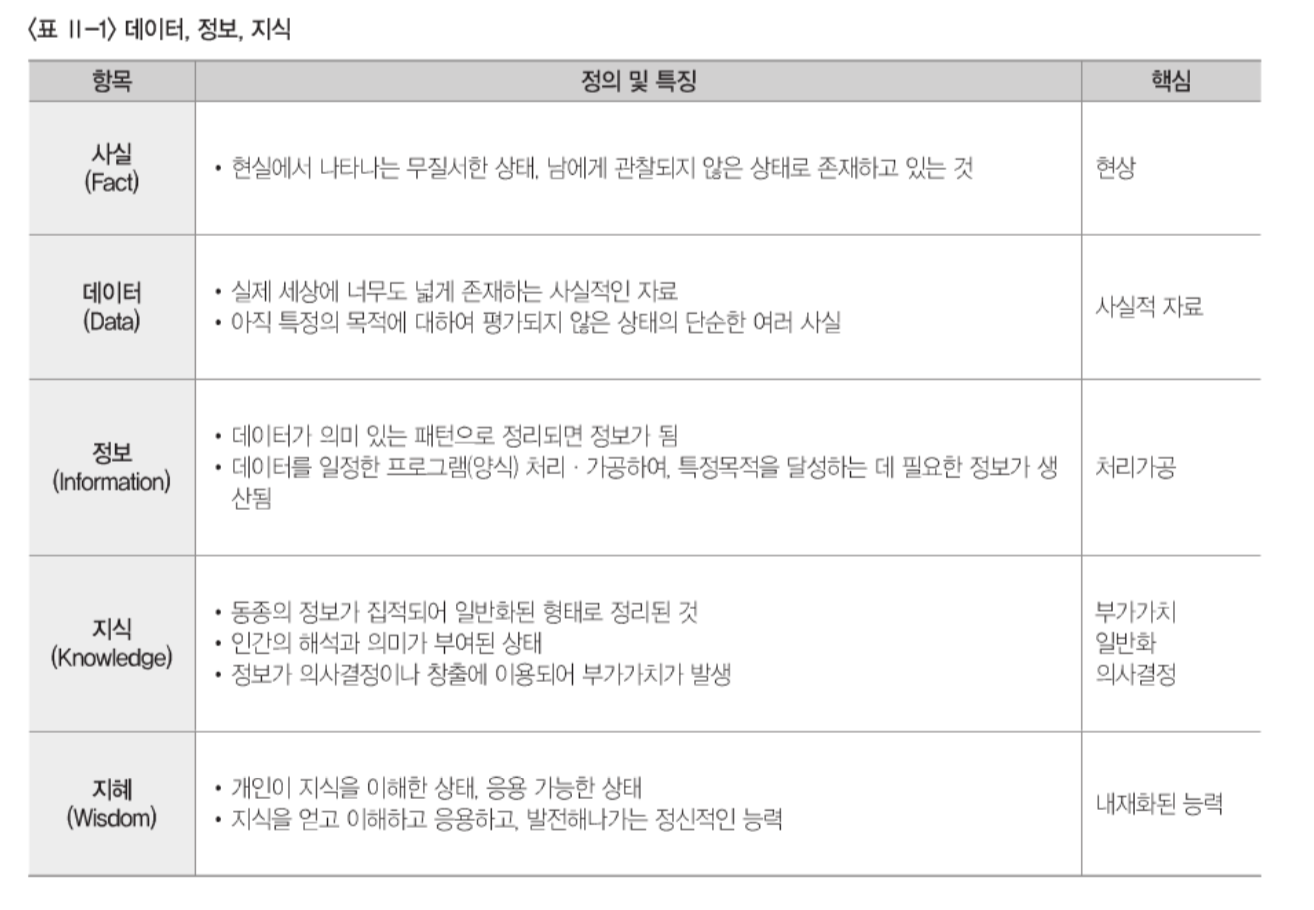 〈표 Ⅱ-1〉 데이터, 정보, 지식
항목 정의 및 특징 핵심
사실
(Fact)
• 현실에서 나타나는 무질서한 상태, 남에게 관찰되지 않은 상태로 존재하고 있는 것
현상
데이터
(Data)
• 실제 세상에 너무도 넓게 존재하는 사실적인 자료
• 아직 특정의 목적에 대하여 평가되지 않은 상태의 단순한 여러 사실
사실적 자료
정보
(Information)
• 데이터가 의미 있는 패턴으로 정리되면 정보가 됨
• 데이터를 일정한 프로그램(양식) 처리 · 가공하여, 특정목적을 달성하는 데 필요한 정보가 생
산됨
처리가공
지식
(Knowledge)
• 동종의 정보가 집적되어 일반화된 형태로 정리된 것
• 인간의 해석과 의미가 부여된 상태
• 정보가 의사결정이나 창출에 이용되어 부가가치가 발생
부가가치
일반화
의사결정
지혜
(Wisdom)
• 개인이 지식을 이해한 상태, 응용 가능한 상태
• 지식을 얻고 이해하고 응용하고, 발전해나가는 정신적인 능력
내재화된 능력